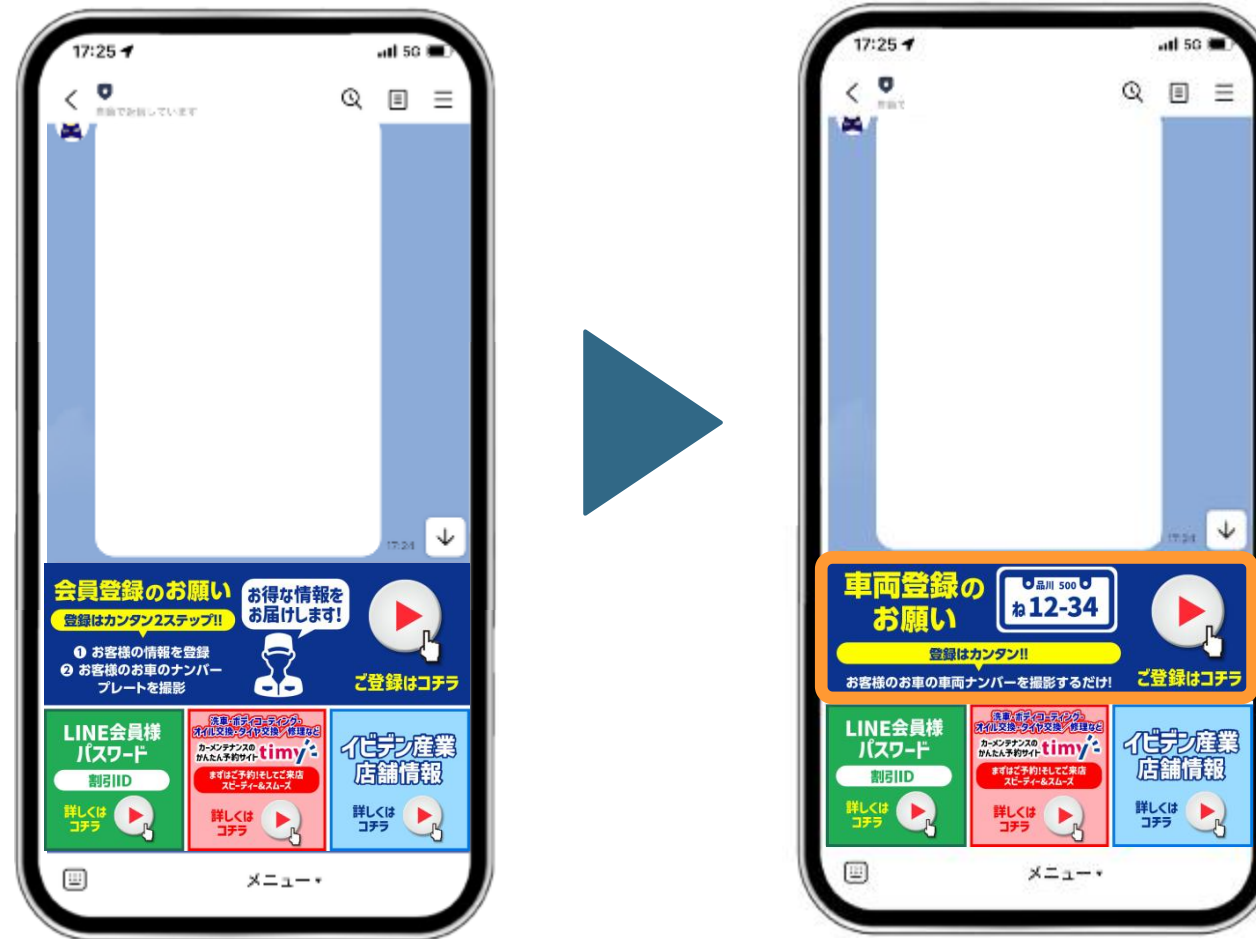 17:25
5G
自動で返信しています
17:24
会員登録のお願い
登録はカンタン2ステップ!!
❶ お客様の情報を登録
❷ お客様のお車のナンバー
プレートを撮影
お得な情報を
お届けします!
ご登録はコチラ
LINE会員様
パスワード
割引ID
詳しくは
コチラ
洗車・ボディコーティング・
オイル交換・タイヤ交換/修理など
カーメンテナンスの
かんたん予約サイト timy
まずはご予約!そしてご来店
スピーディー&スムーズ
詳しくは
コチラ
イビデン産業
店舗情報
詳しくは
コチラ
メニュー▾
17:25
5G
17:24
車両登録の
お願い
品川 500
ね 12-34
登録はカンタン!!
お客様のお車の車両ナンバーを撮影するだけ!
ご登録はコチラ
LINE会員様
パスワード
割引ID
詳しくは
コチラ
洗車・ボディコーティング・
オイル交換・タイヤ交換/修理など
カーメンテナンスの
かんたん予約サイト timy
まずはご予約!そしてご来店
スピーディー&スムーズ
詳しくは
コチラ
イビデン産業
店舗情報
詳しくは
コチラ
メニュー▾